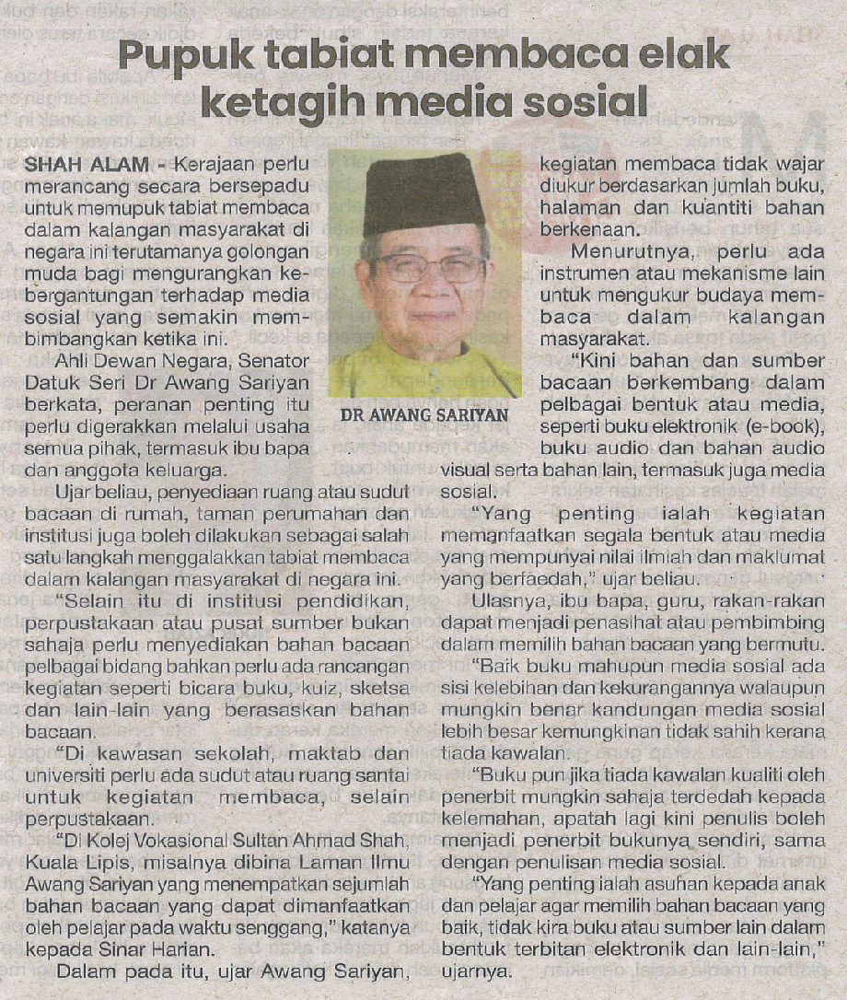 Pupuk tabiat membaca elak
ketagih media sosial
SHAH ALAM - Kerajaan perlu
merancang secara bersepadu
untuk memupuk tabiat membaca
dalam kalangan masyarakat di
negara ini terutamanya golongan
muda bagi mengurangkan ke-
bergantungan terhadap media
sosial yang semakin mem-
bimbangkan ketika ini.
Ahli Dewan Negara, Senator
Datuk Seri Dr Awang Sariyan
berkata, peranan penting itu
perlu digerakkan melalui usaha
semua pihak, termasuk ibu bapa
dan anggota keluarga.
Ujar beliau, penyediaan ruang atau sudut
bacaan di rumah, taman perumahan dan
institusi juga boleh dilakukan sebagai salah
satu langkah menggalakkan tabiat membaca
dalam kalangan masyarakat di negara ini.
“Selain itu di institusi pendidikan,
perpustakaan atau pusat sumber bukan
sahaja perlu menyediakan bahan bacaan
pelbagai bidang bahkan perlu ada rancangan
kegiatan seperti bicara buku, kuiz, sketsa
dan lain-lain yang berasaskan bahan
bacaan.
“Di kawasan sekolah, maktab dan
universiti perlu ada sudut atau ruang santai
untuk kegiatan membaca, selain
perpustakaan.
“Di Kolej Vokasional Sultan Ahmad Shah,
Kuala Lipis, misalnya dibina Laman Ilmu
Awang Sariyan yang menempatkan sejumlah
bahan bacaan yang dapat dimanfaatkan
oleh pelajar pada waktu senggang,” katanya
kepada Sinar Harian.
Dalam pada itu, ujar Awang Sariyan,
DR AWANG SARIYAN
kegiatan membaca tidak wajar
diukur berdasarkan jumlah buku,
halaman dan kuantiti bahan
berkenaan.
Menurutnya, perlu ada
instrumen atau mekanisme lain
untuk mengukur budaya mem-
baca dalam kalangan
masyarakat.
“Kini bahan dan sumber
bacaan berkembang dalam
pelbagai bentuk atau media,
seperti buku elektronik (e-book),
buku audio dan bahan audio
visual serta bahan lain, termasuk juga media
sosial.
“Yang penting ialah kegiatan
memanfaatkan segala bentuk atau media
yang mempunyai nilai ilmiah dan maklumat
yang berfaedah,” ujar beliau.
Ulasnya, ibu bapa, guru, rakan-rakan
dapat menjadi penasihat atau pembimbing
dalam memilih bahan bacaan yang bermutu.
“Baik buku mahupun media sosial ada
sisi kelebihan dan kekurangannya walaupun
mungkin benar kandungan media sosial
lebih besar kemungkinan tidak sahih kerana
tiada kawalan.
“Buku pun jika tiada kawalan kualiti oleh
penerbit mungkin sahaja terdedah kepada
kelemahan, apatah lagi kini penulis boleh
menjadi penerbit bukunya sendiri, sama
dengan penulisan media sosial.
“Yang penting ialah asuhan kepada anak
dan pelajar agar memilih bahan bacaan yang
baik, tidak kira buku atau sumber lain dalam
bentuk terbitan elektronik dan lain-lain,”
ujarnya.